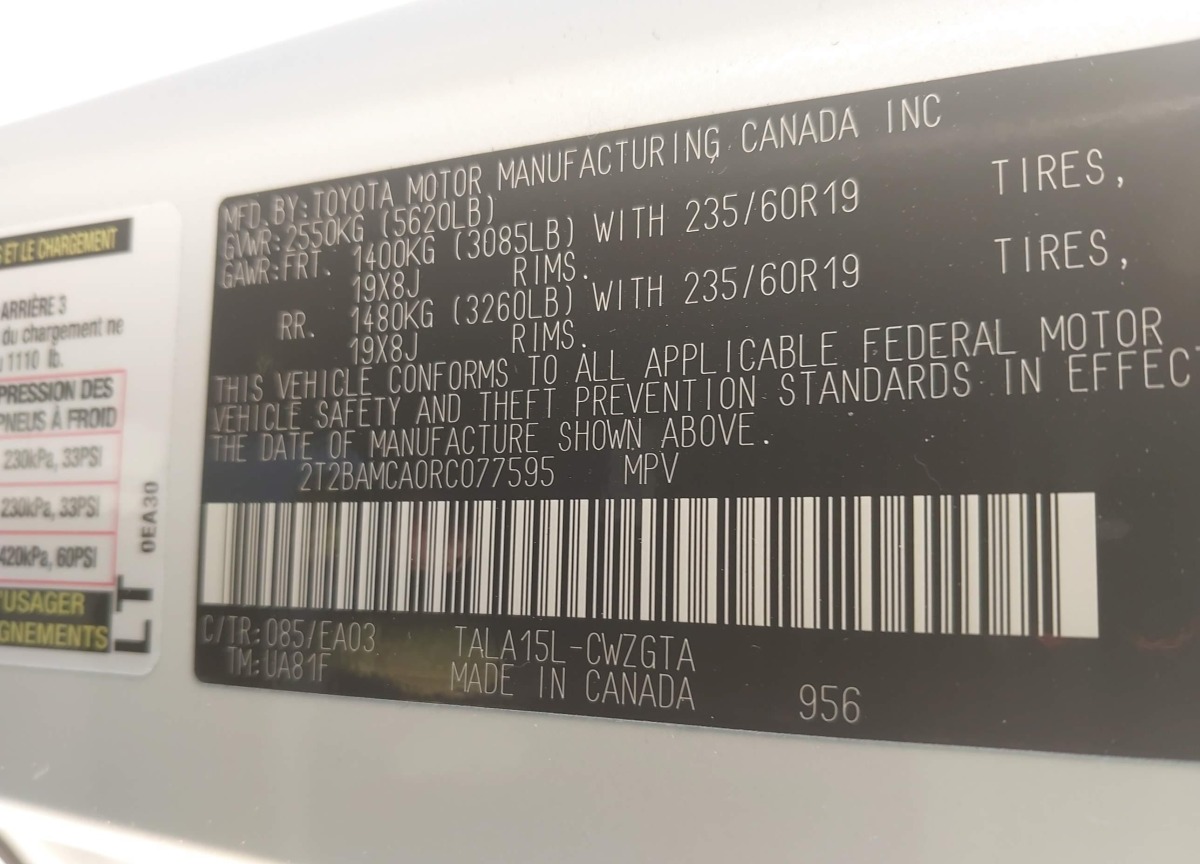 S ET LE CHARGEMENT
ARRIÈRE 3
du chargement ne
1110 lb.
PRESSION DES
PNEUS À FROID
230kPa, 33PSI
230kPa, 33PSI
420kPa, 60PSI
'USAGER
GNEMENTS
0EA30
LT
MFD. BY: TOYOTA MOTOR MANUFACTURING CANADA INC
GVWR: 2550KG (5620LB)
GAWR: FRT. 1400KG (3085LB) WITH 235/60R19 TIRES,
19X8J RIMS.
RR. 1480KG (3260LB) WITH 235/60R19 TIRES,
19X8J RIMS.
THIS VEHICLE CONFORMS TO ALL APPLICABLE FEDERAL MOTOR
VEHICLE SAFETY AND THEFT PREVENTION STANDARDS IN EFFECT
THE DATE OF MANUFACTURE SHOWN ABOVE.
2T2BAMCA0RC077595 MPV
C/TR: 085/EA03 TALA15L-CWZGTA
TM: UA81F MADE IN CANADA 956